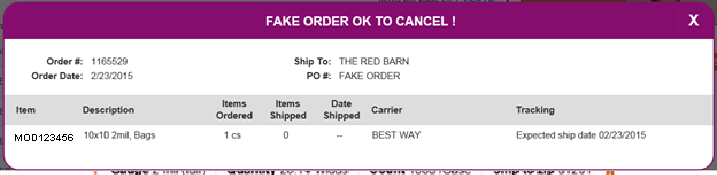 FAKE ORDER OK TO CANCEL !
X
Order #: 1165529 Ship To: THE RED BARN
Order Date: 2/23/2015 PO #: FAKE ORDER
Item Description Items Ordered Items Shipped Date Shipped Carrier Tracking
MOD123456 10x10.2mil, Bags 1 cs 0 -- BEST WAY Expected ship date 02/23/2015